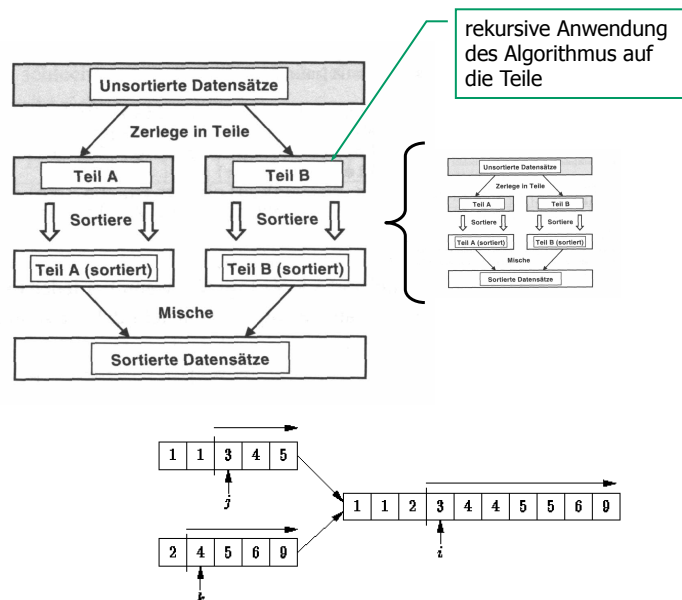 rekursive Anwendung
des Algorithmus auf
die Teile
Unsortierte Datensätze
Zerlege in Teile
Teil A
Teil B
Sortiere
Sortiere
Teil A (sortiert)
Teil B (sortiert)
Mische
Sortierte Datensätze
Unsortierte Datensätze
Zerlege in Teile
Teil A
Teil B
Sortiere
Sortiere
Teil A (sortiert)
Teil B (sortiert)
Mische
Sortierte Datensätze
1 1 3 4 5
j
1 1 2 3 4 4 5 5 6 9
i
2 4 5 6 9